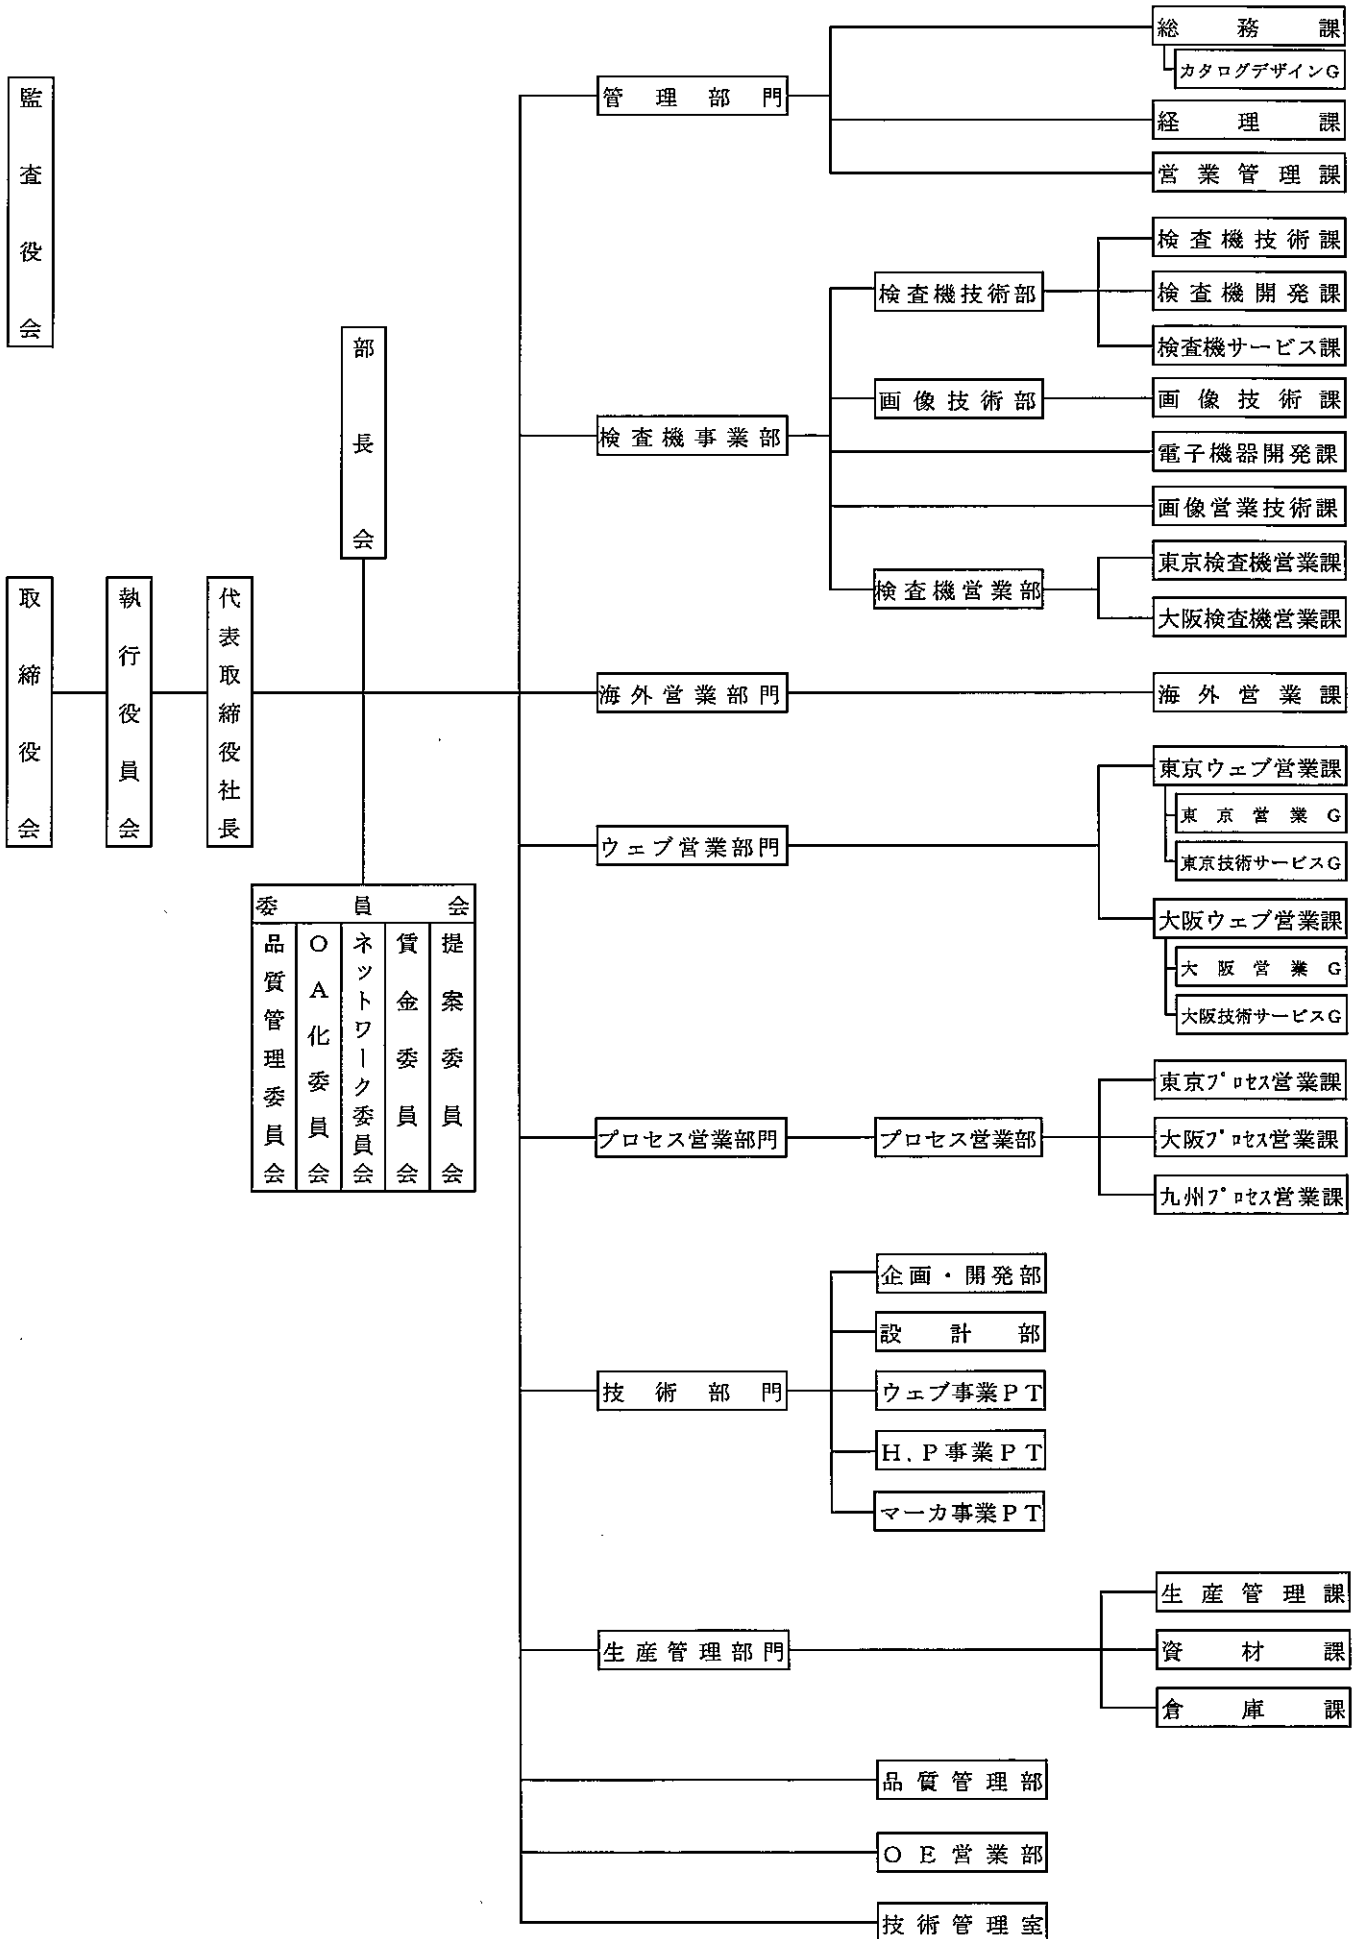 監査役会
取締役会
執行役員会
代表取締役社長
部長会
委員会
品質管理委員会
ＯＡ化委員会
ネットワーク委員会
賃金委員会
提案委員会
管理部門
総務課
カタログデザインG
経理課
営業管理課
検査機事業部
検査機技術部
検査機技術課
検査機開発課
検査機サービス課
画像技術部
画像技術課
電子機器開発課
画像営業技術課
検査機営業部
東京検査機営業課
大阪検査機営業課
海外営業部門
海外営業課
ウェブ営業部門
東京ウェブ営業課
東京営業G
東京技術サービスG
大阪ウェブ営業課
大阪営業G
大阪技術サービスG
プロセス営業部門
プロセス営業部
東京ﾌﾟﾛｾｽ営業課
大阪ﾌﾟﾛｾｽ営業課
九州ﾌﾟﾛｾｽ営業課
技術部門
企画・開発部
設計部
ウェブ事業ＰＴ
Ｈ．Ｐ事業ＰＴ
マーカ事業ＰＴ
生産管理部門
生産管理課
資材課
倉庫課
品質管理部
ＯＥ営業部
技術管理室